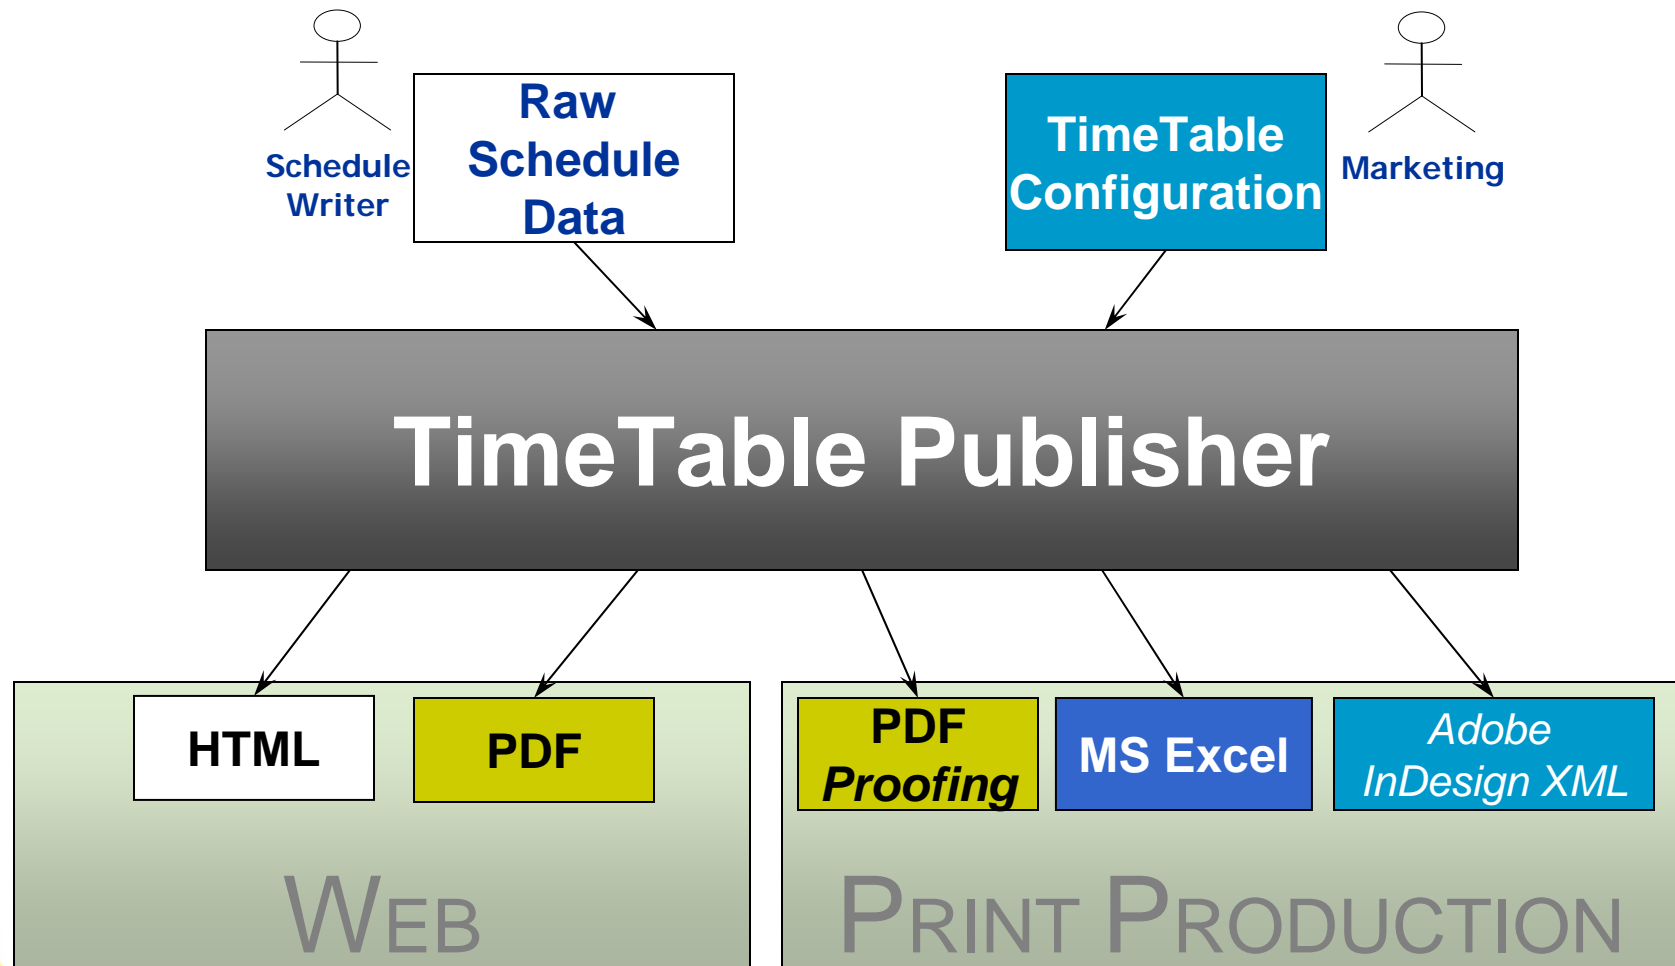 Raw
Schedule
Data
Schedule
Writer
TimeTable
Configuration
Marketing
TimeTable Publisher
HTML
PDF
PDF
Proofing
MS Excel
Adobe
InDesign XML
WEB
PRINT PRODUCTION